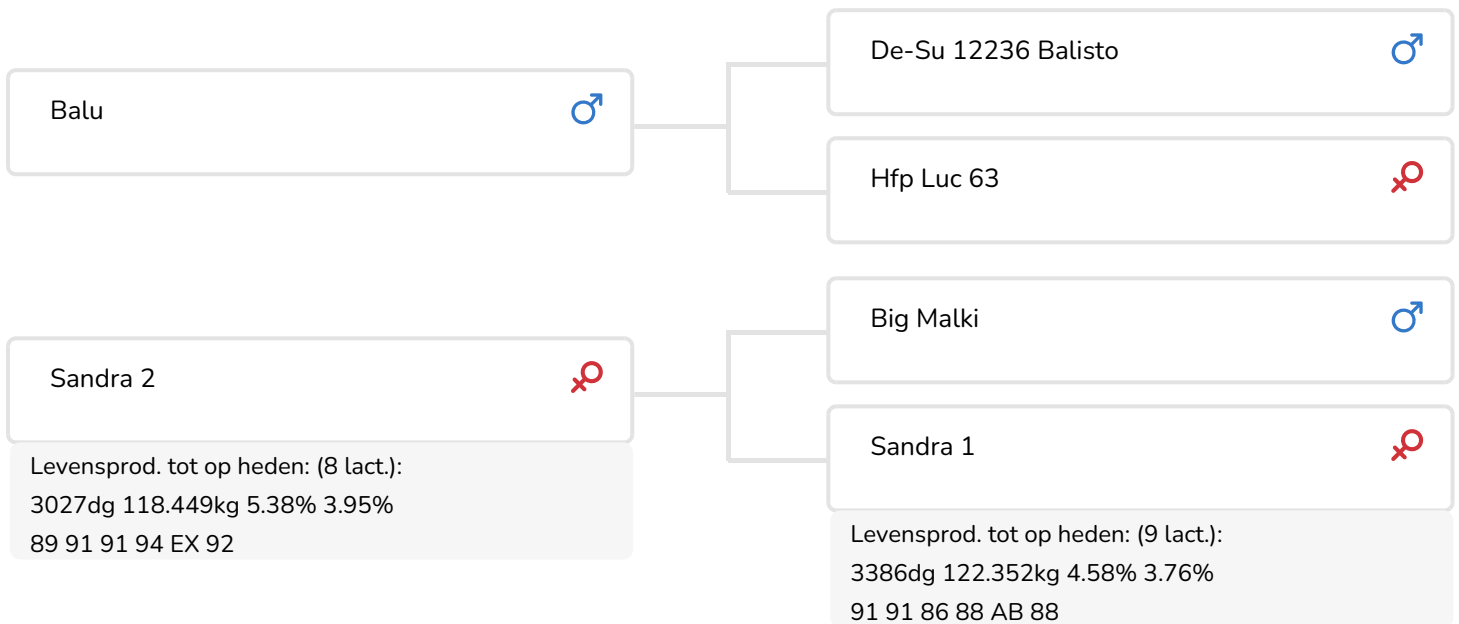 Balu
De-Su 12236 Balisto
Hfp Luc 63
Sandra 2
Levensprod. tot op heden: (8 lact.):
3027dg 118.449kg 5.38% 3.95%
89 91 91 94 EX 92
Big Malki
Sandra 1
Levensprod. tot op heden: (9 lact.):
3386dg 122.352kg 4.58% 3.76%
91 91 86 88 AB 88